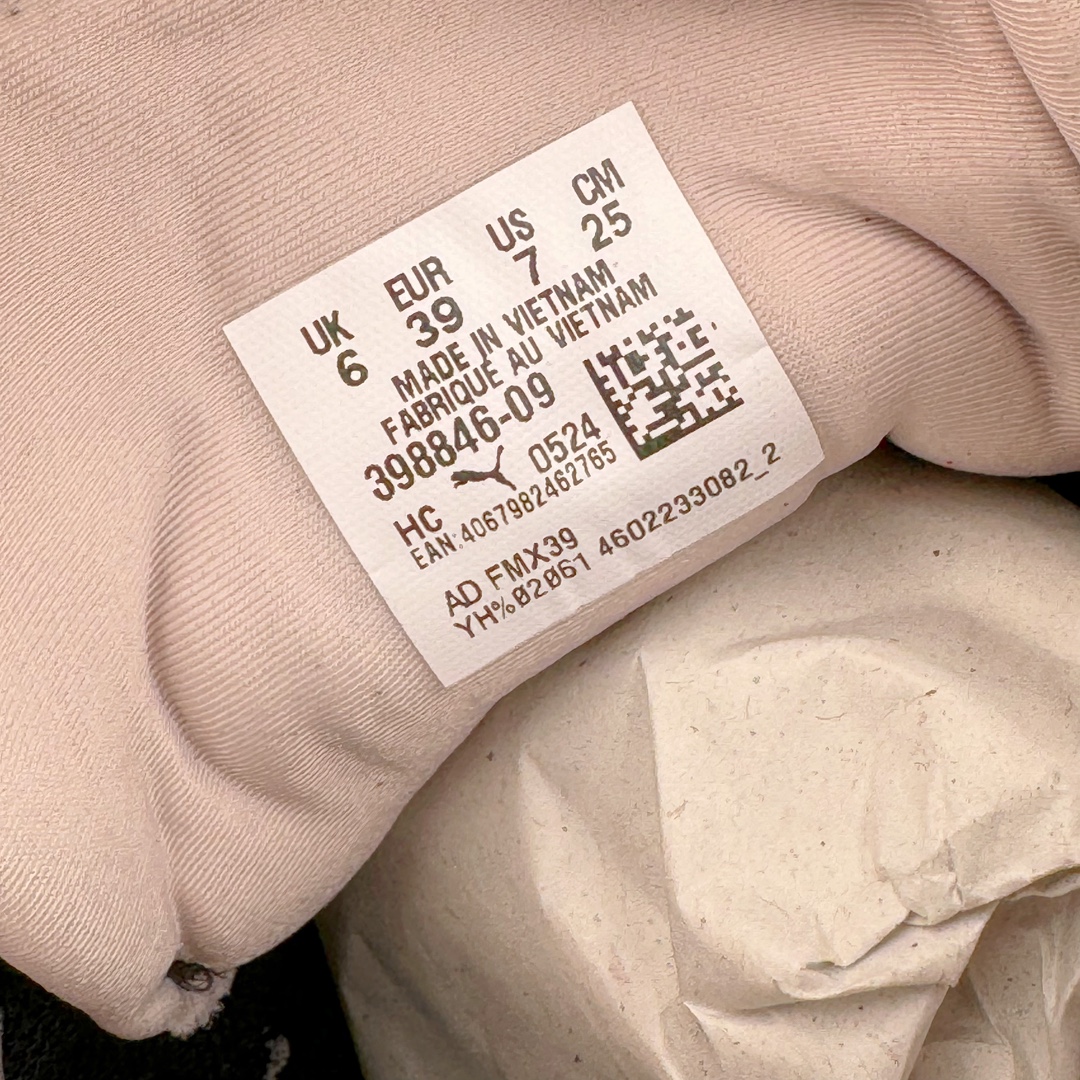 UK EUR US CM
6 39 7 25
MADE IN VIETNAM
FABRIQUE AU VIETNAM
398846-09
0524
HC
EAN:4067982462765
AD FMX39
YH%02061 4602233082_2